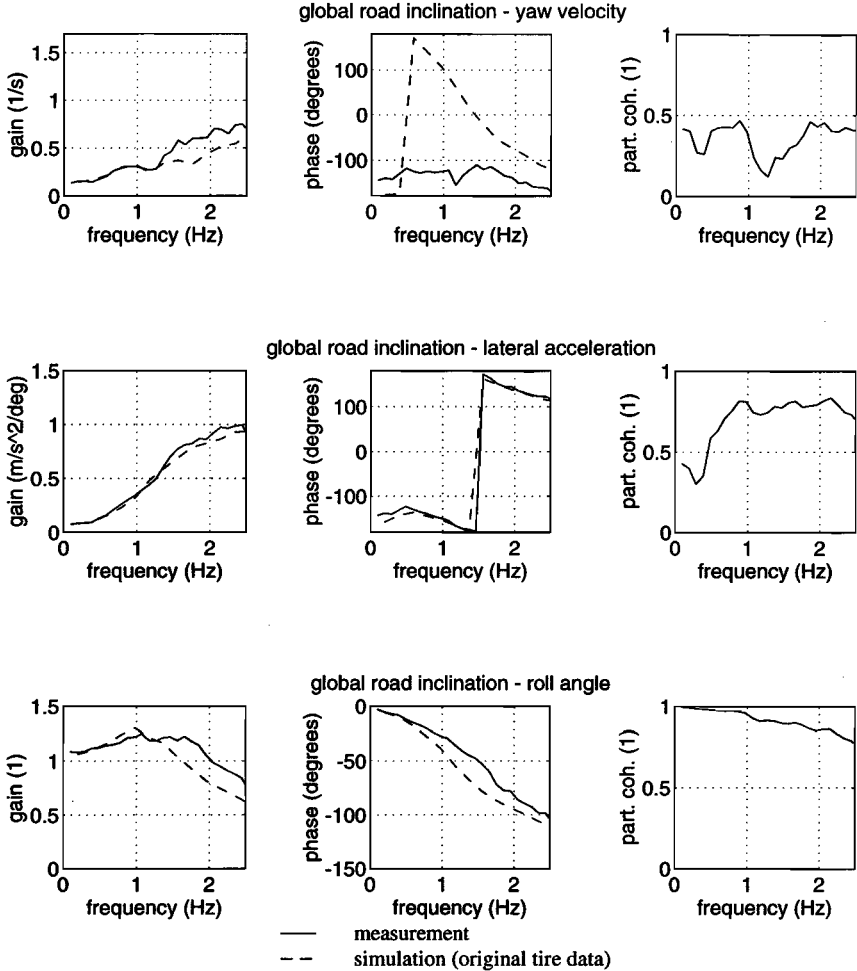 global road inclination - yaw velocity
1.5
1
0.5
0
gain (1/s)
0 1 2
frequency (Hz)
100
0
-100
phase (degrees)
0 1 2
frequency (Hz)
1
0.5
0
part. coh. (1)
0 1 2
frequency (Hz)
global road inclination - lateral acceleration
1.5
1
0.5
0
gain (m/s^2/deg)
0 1 2
frequency (Hz)
100
0
-100
phase (degrees)
0 1 2
frequency (Hz)
1
0.5
0
part. coh. (1)
0 1 2
frequency (Hz)
global road inclination - roll angle
1.5
1
0.5
0
gain (1)
0 1 2
frequency (Hz)
0
-50
-100
-150
phase (degrees)
0 1 2
frequency (Hz)
1
0.5
0
part. coh. (1)
0 1 2
frequency (Hz)
measurement
simulation (original tire data)